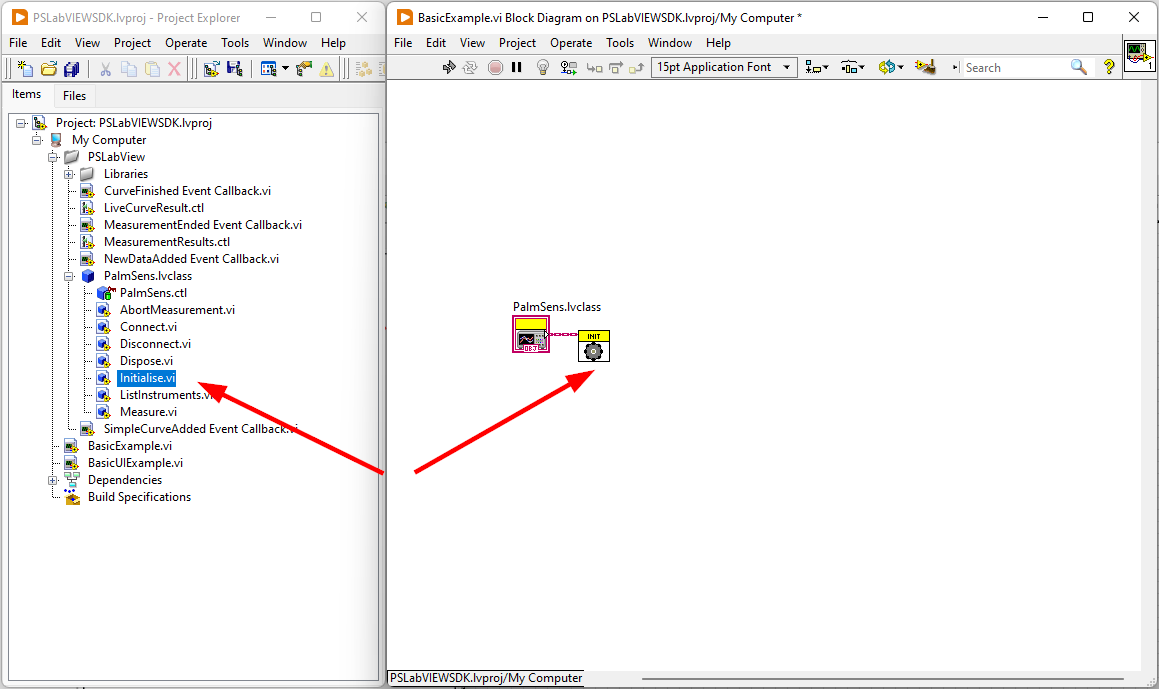 PSLabVIEWSDK.lvproj - Project Explorer
File Edit View Project Operate Tools Window Help
Items Files
Project: PSLabVIEWSDK.lvproj
My Computer
PSLabView
Libraries
CurveFinished Event Callback.vi
LiveCurveResult.ctl
MeasurementEnded Event Callback.vi
MeasurementResults.ctl
NewDataAdded Event Callback.vi
PalmSens.lvclass
PalmSens.ctl
AbortMeasurement.vi
Connect.vi
Disconnect.vi
Dispose.vi
Initialise.vi
ListInstruments.vi
Measure.vi
SimpleCurveAdded Event Callback.vi
BasicExample.vi
BasicUIExample.vi
Dependencies
Build Specifications
BasicExample.vi Block Diagram on PSLabVIEWSDK.lvproj/My Computer *
File Edit View Project Operate Tools Window Help
15pt Application Font
Search
?
1
PalmSens.lvclass
OBJ
INIT
PSLabVIEWSDK.lvproj/My Computer